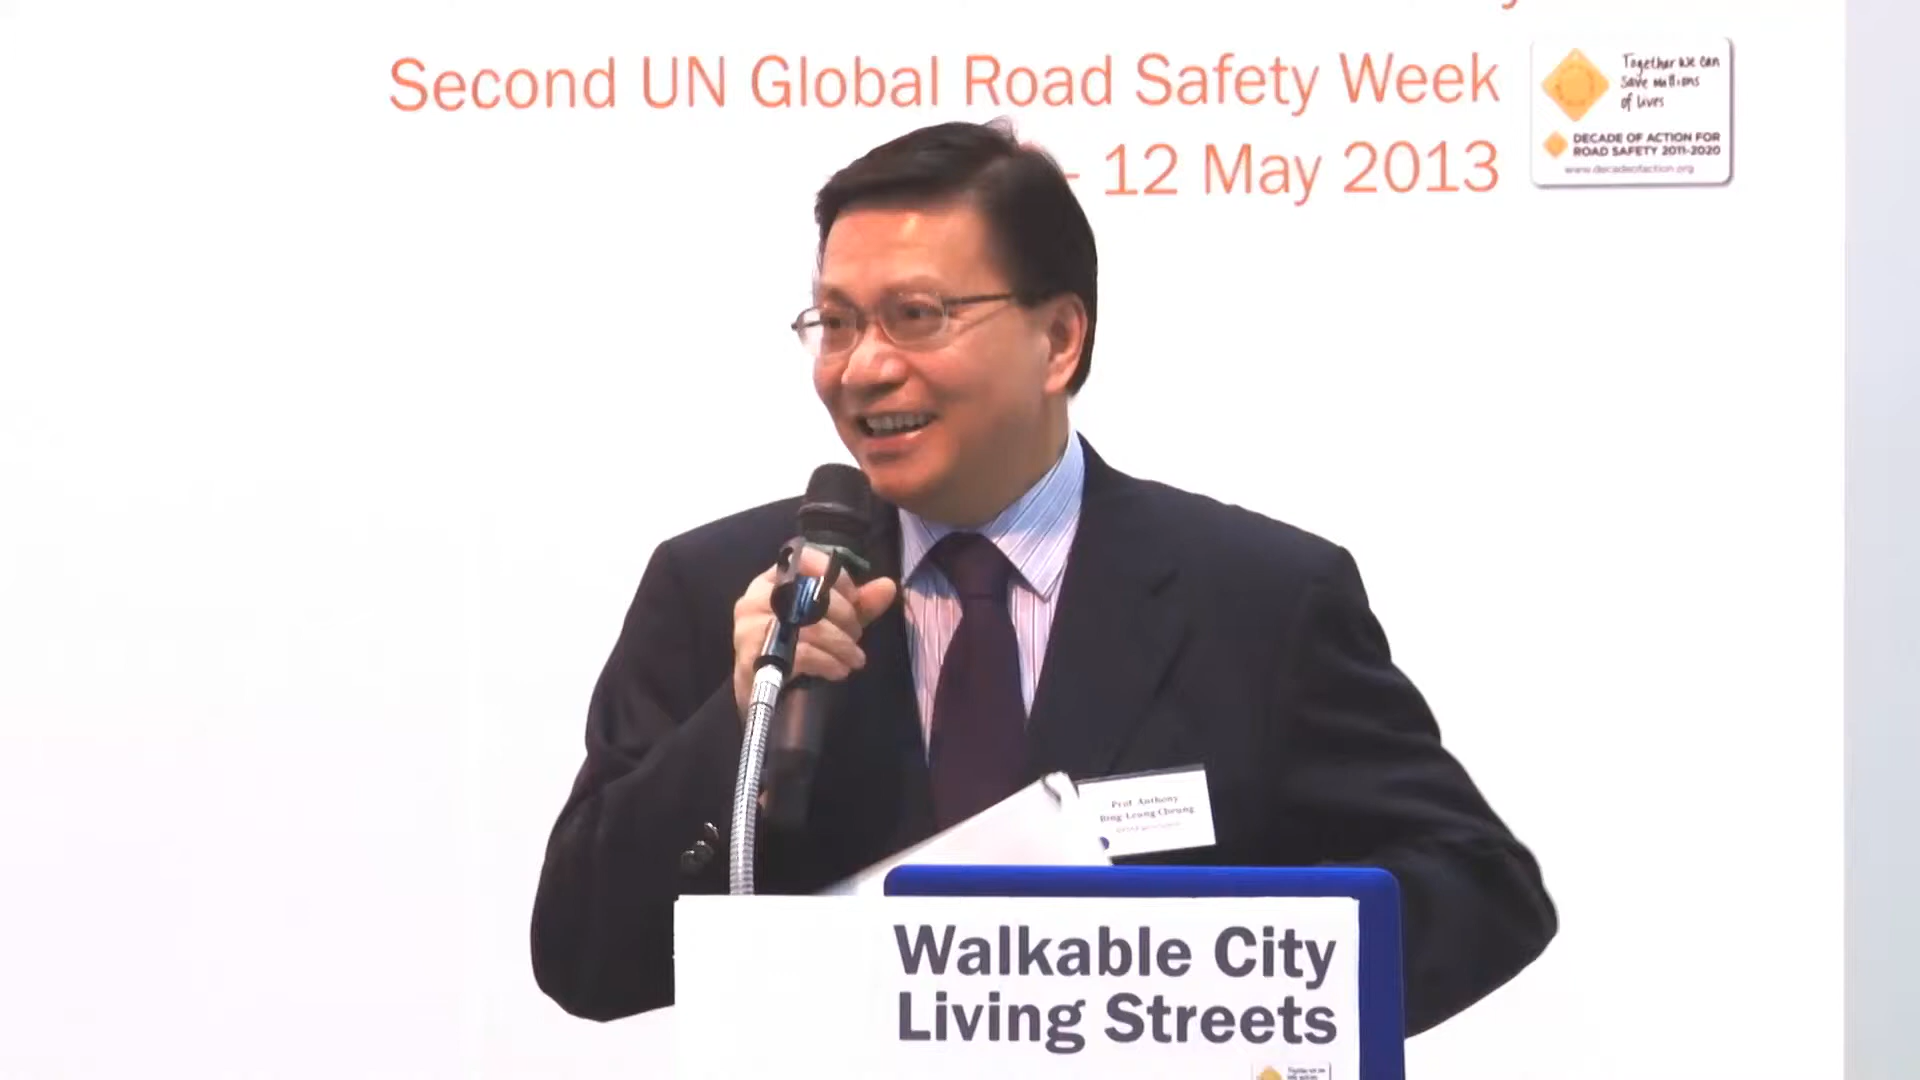 Second UN Global Road Safety Week
- 12 May 2013
Together we can
save millions
of lives
DECADE OF ACTION FOR
ROAD SAFETY 2011-2020
www.decadeofaction.org
Prof. Anthony
Bing-Leung Cheung
Walkable City
Living Streets